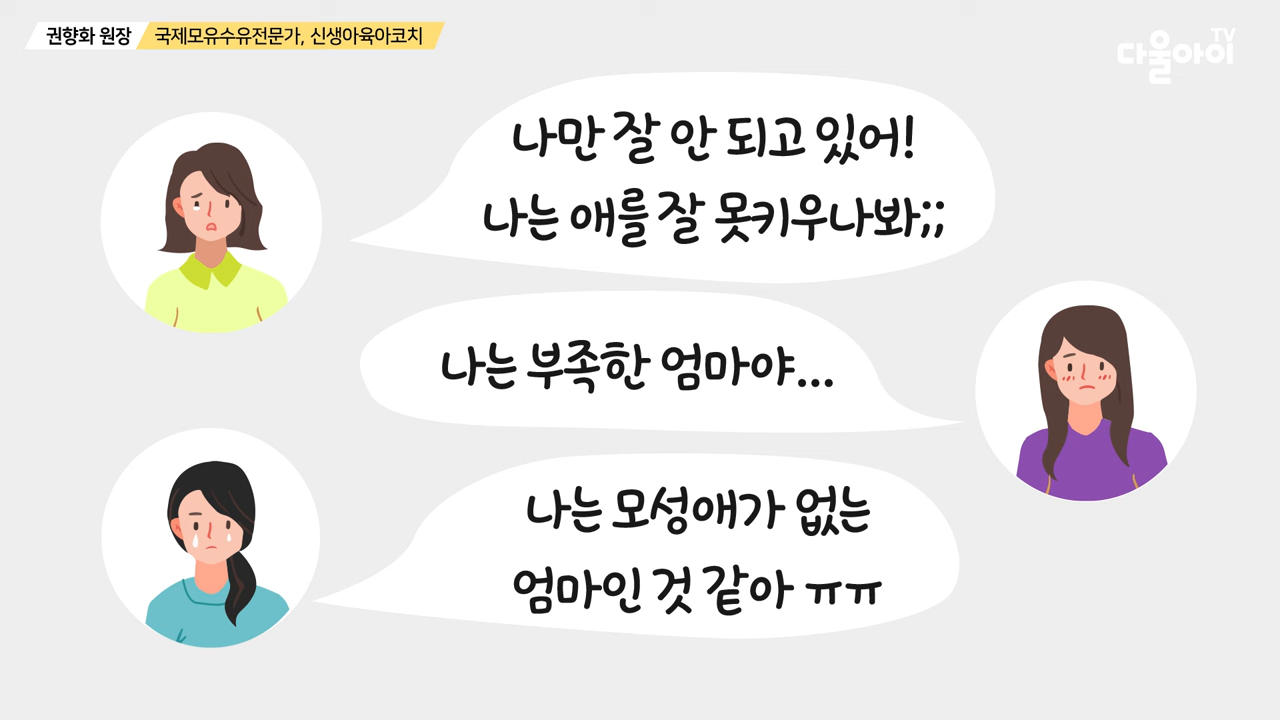 권향화 원장 국제모유수유전문가, 신생아육아코치
다울아이 TV
나만 잘 안 되고 있어!
나는 애를 잘 못키우나봐;;
나는 부족한 엄마야...
나는 모성애가 없는
엄마인 것 같아 ㅠㅠ